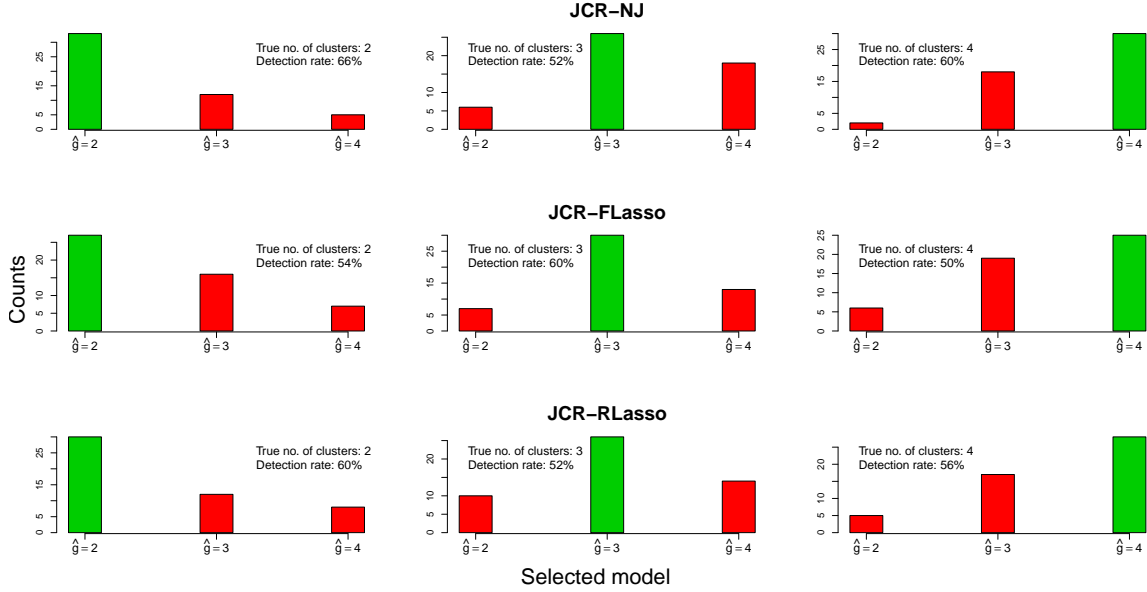 JCR−NJ
True no. of clusters: 2
Detection rate: 66%
0 5 15 25
ĝ = 2 ĝ = 3 ĝ = 4
True no. of clusters: 3
Detection rate: 52%
0 5 10 20
ĝ = 2 ĝ = 3 ĝ = 4
True no. of clusters: 4
Detection rate: 60%
0 5 15 25
ĝ = 2 ĝ = 3 ĝ = 4
JCR−FLasso
Counts
True no. of clusters: 2
Detection rate: 54%
0 5 10 20
ĝ = 2 ĝ = 3 ĝ = 4
True no. of clusters: 3
Detection rate: 60%
0 5 15 25
ĝ = 2 ĝ = 3 ĝ = 4
True no. of clusters: 4
Detection rate: 50%
0 5 10 15 20 25
ĝ = 2 ĝ = 3 ĝ = 4
JCR−RLasso
True no. of clusters: 2
Detection rate: 60%
0 5 15 25
ĝ = 2 ĝ = 3 ĝ = 4
True no. of clusters: 3
Detection rate: 52%
0 5 10 20
ĝ = 2 ĝ = 3 ĝ = 4
True no. of clusters: 4
Detection rate: 56%
0 5 10 20
ĝ = 2 ĝ = 3 ĝ = 4
Selected model